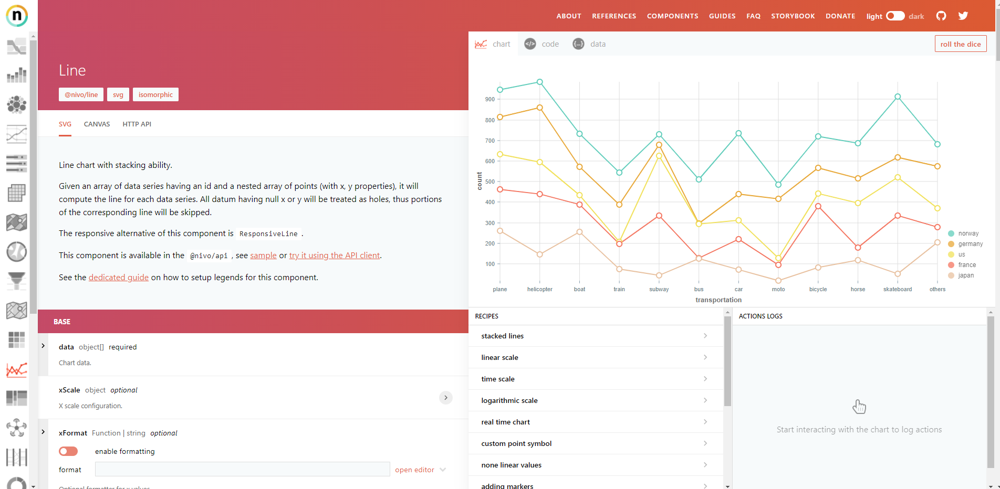 n
ABOUT REFERENCES COMPONENTS GUIDES FAQ STORYBOOK DONATE light dark
Line
@nivo/line svg isomorphic
SVG CANVAS HTTP API
Line chart with stacking ability.
Given an array of data series having an id and a nested array of points (with x, y properties), it will
compute the line for each data series. All datum having null x or y will be treated as holes, thus portions
of the corresponding line will be skipped.
The responsive alternative of this component is ResponsiveLine .
This component is available in the @nivo/api , see sample or try it using the API client.
See the dedicated guide on how to setup legends for this component.
BASE
data object[] required
Chart data.
xScale object optional
X scale configuration.
xFormat Function | string optional
enable formatting
format open editor
Optional formatter for x values
chart </> code {...} data roll the dice
900
800
700
600
500
400
300
200
100
count
plane helicopter boat train subway bus car moto bicycle horse skateboard others
transportation
norway
germany
us
france
japan
RECIPES
stacked lines
linear scale
time scale
logarithmic scale
real time chart
custom point symbol
none linear values
adding markers
ACTIONS LOGS
Start interacting with the chart to log actions